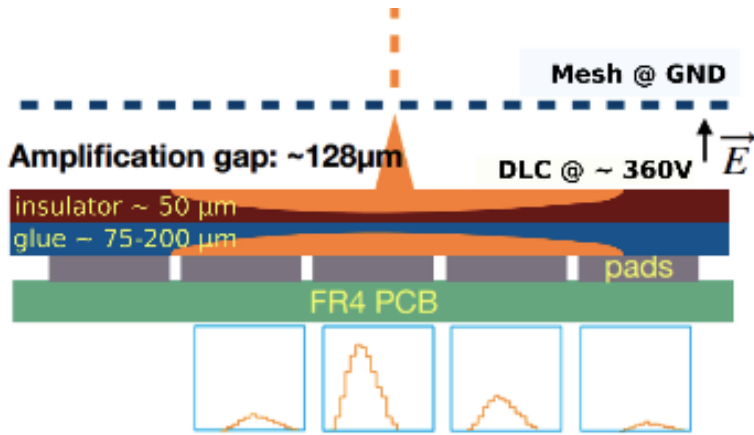 Mesh @ GND
Amplification gap: ~128μm
DLC @ ~ 360V
E
insulator ~ 50 μm
glue ~ 75-200 μm
pads
FR4 PCB